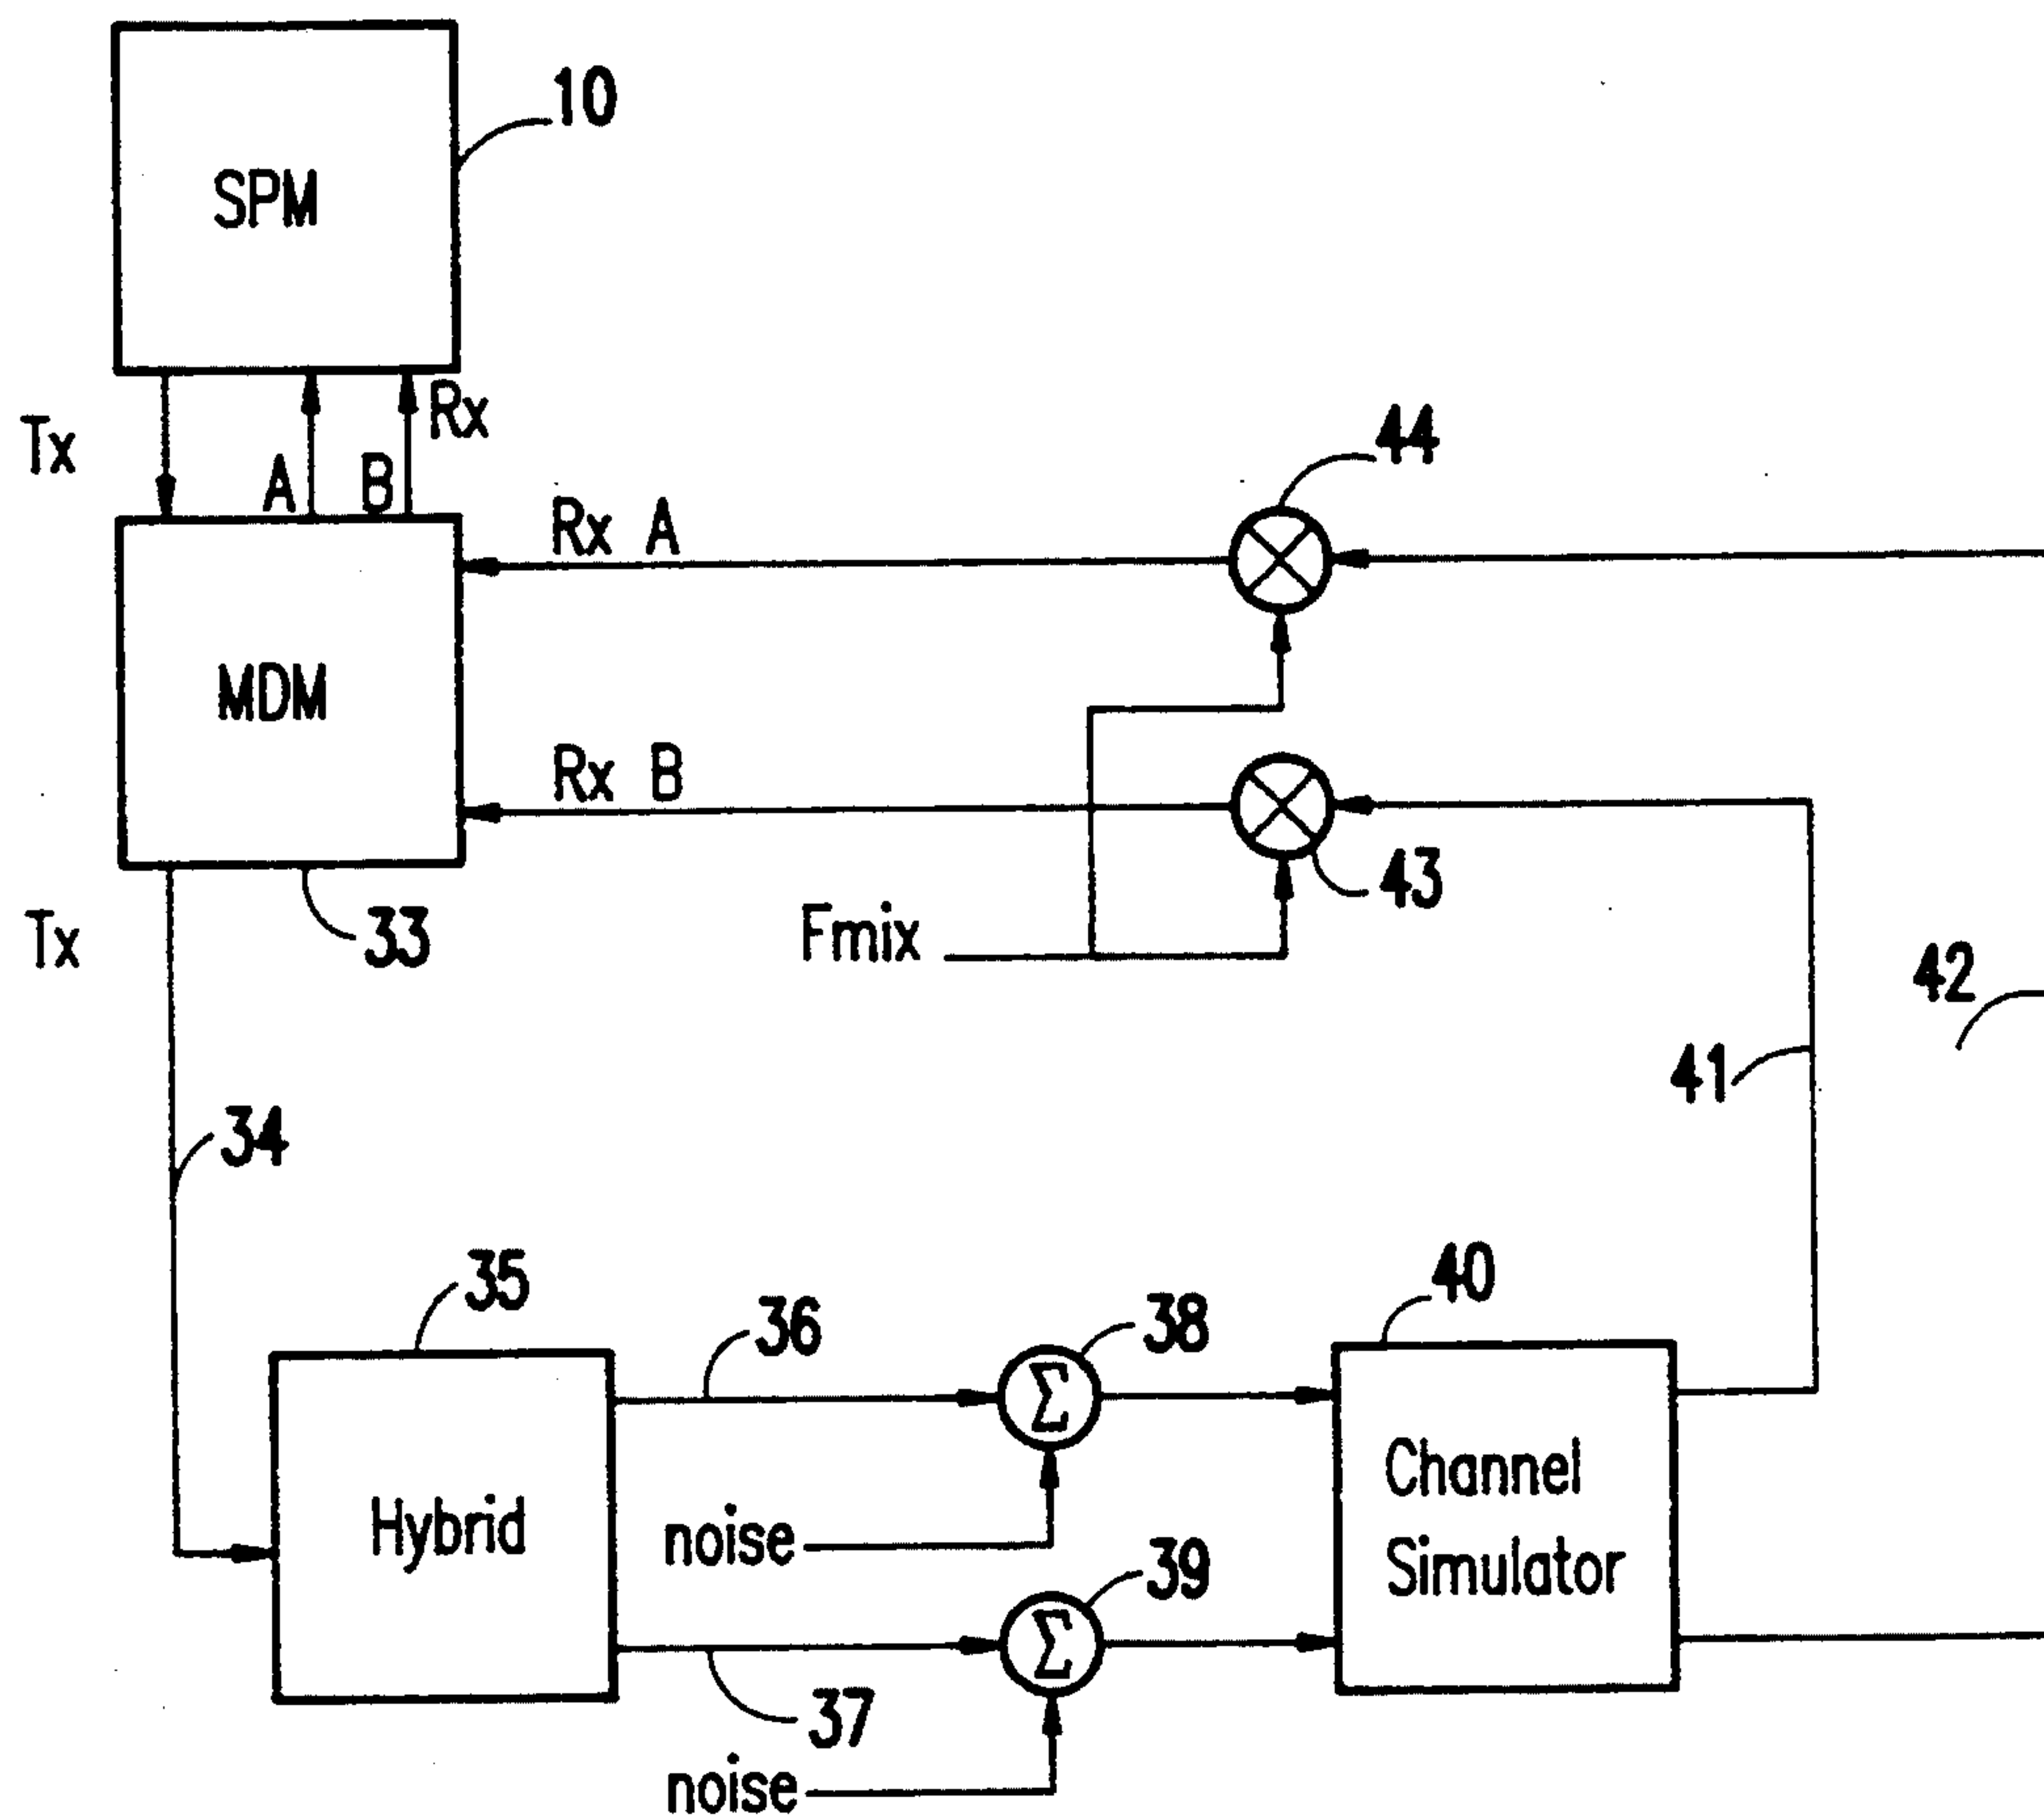 10
SPM
Tx
A
B
Rx
44
Rx A
MDM
Rx B
43
Tx
33
Fmix
42
41
34
35
36
38
40
Σ
Channel
Simulator
Hybrid
noise
39
Σ
37
noise